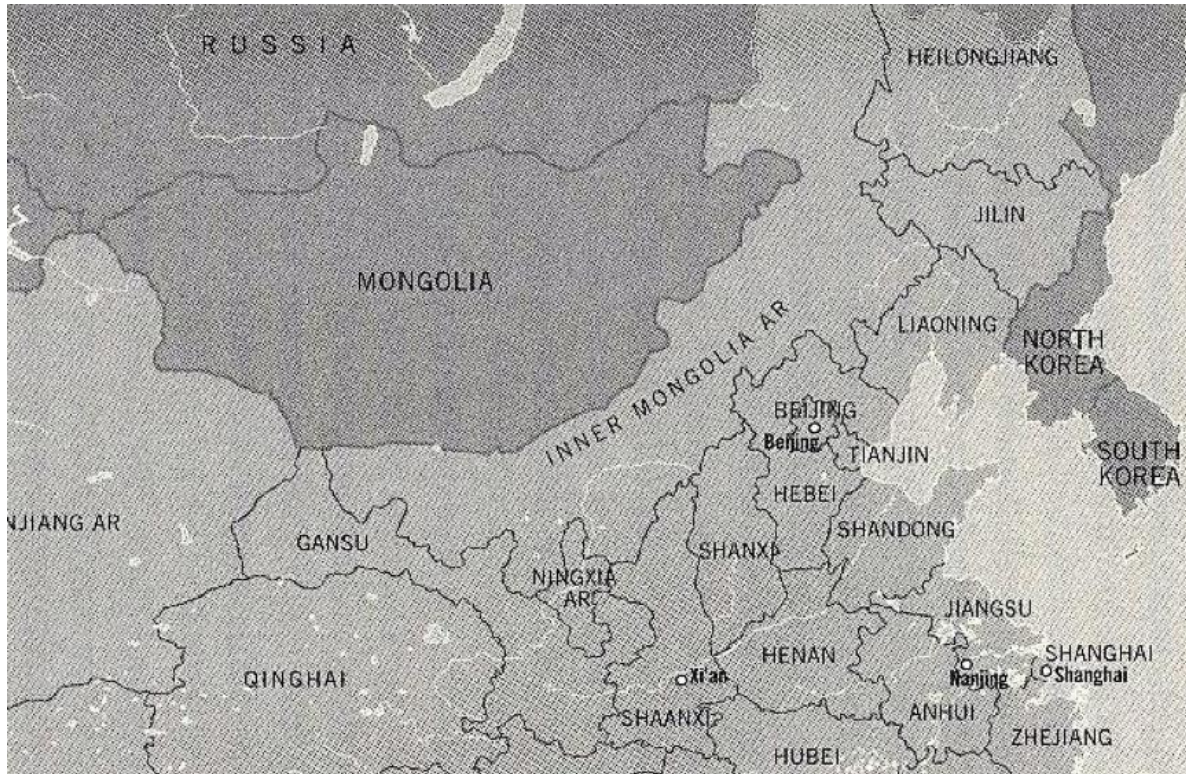 RUSSIA
HEILONGJIANG
JILIN
MONGOLIA
LIAONING
INNER MONGOLIA AR
NORTH
KOREA
BEIJING
Beijing
TIANJIN
SOUTH
KOREA
HEBEI
NJIANG AR
SHANDONG
GANSU
SHANXI
NINGXIA
AR
JIANGSU
HENAN
SHANGHAI
QINGHAI
Xi'an
Nanjing
Shanghai
SHAANXI
ANHUI
ZHEJIANG
HUBEI